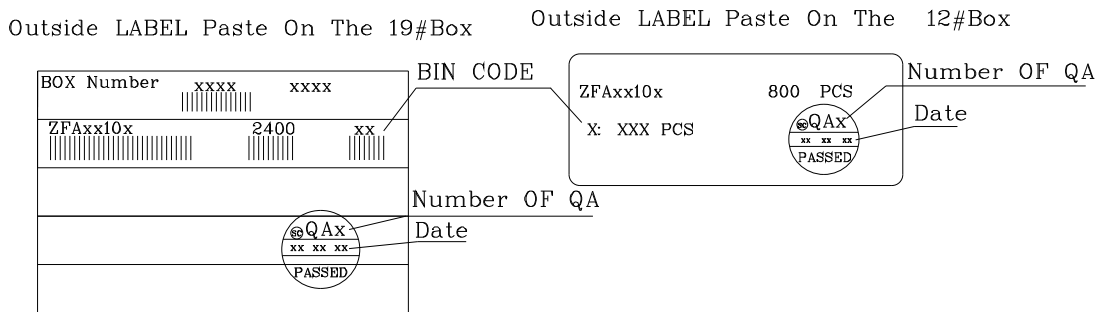 Outside LABEL Paste On The 19#Box
Outside LABEL Paste On The 12#Box
BOX Number xxxx xxxx
ZFAxx10x 2400 xx
BIN CODE
Number OF QA
Date
SC QAx
xx xx xx
PASSED
ZFAxx10x 800 PCS
X: XXX PCS
Number OF QA
Date
SC QAx
xx xx xx
PASSED